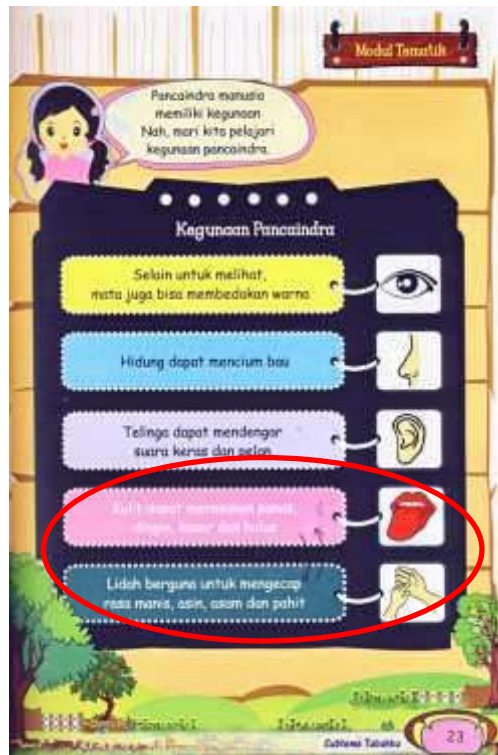 Modul Tematik
Pancaindra manusia
memiliki kegunaan
Nah, mari kita pelajari
kegunaan pancaindra.
Kegunaan Pancaindra
Selain untuk melihat,
mata juga bisa membedakan warna
Hidung dapat mencium bau
Telinga dapat mendengar
suara keras dan pelan
Kulit dapat merasakan panas,
dingin, kasar dan halus
Lidah berguna untuk mengecap
rasa manis, asin, asam dan pahit
Subtema Tubuhku
23